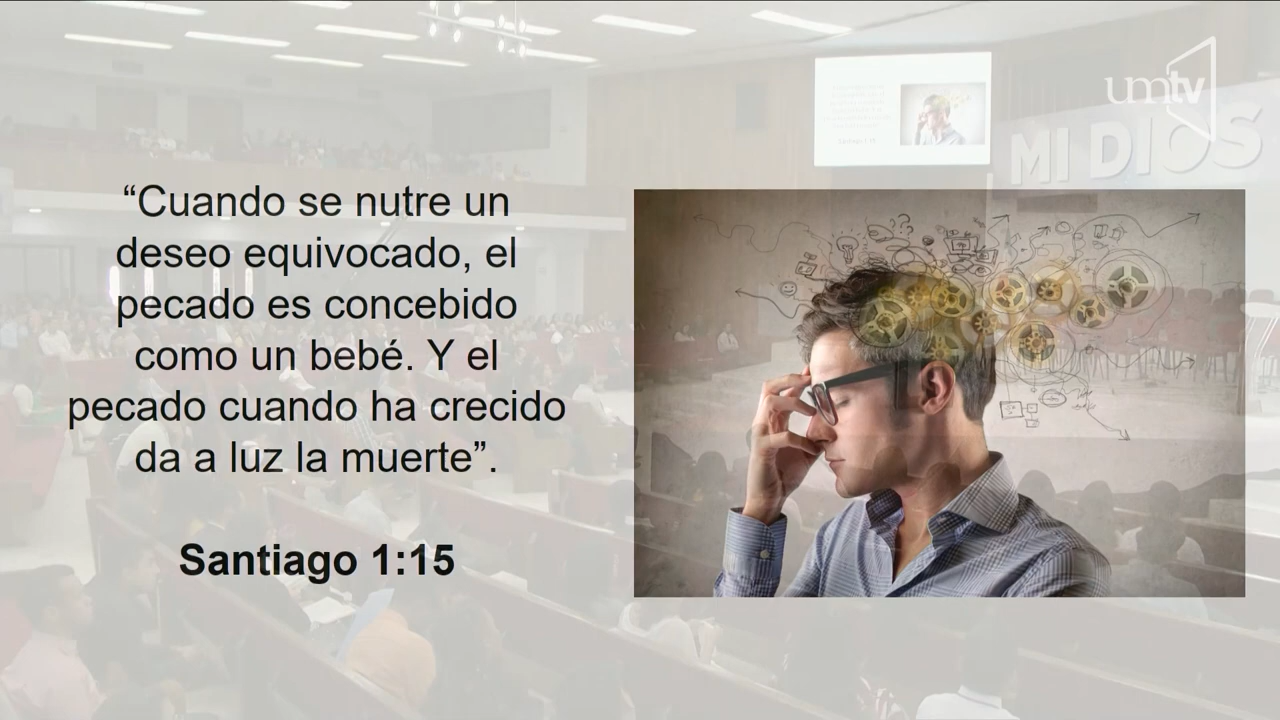 umtv
MI DIOS
“Cuando se nutre un
deseo equivocado, el
pecado es concebido
como un bebé. Y el
pecado cuando ha crecido
da a luz la muerte”.
Santiago 1:15